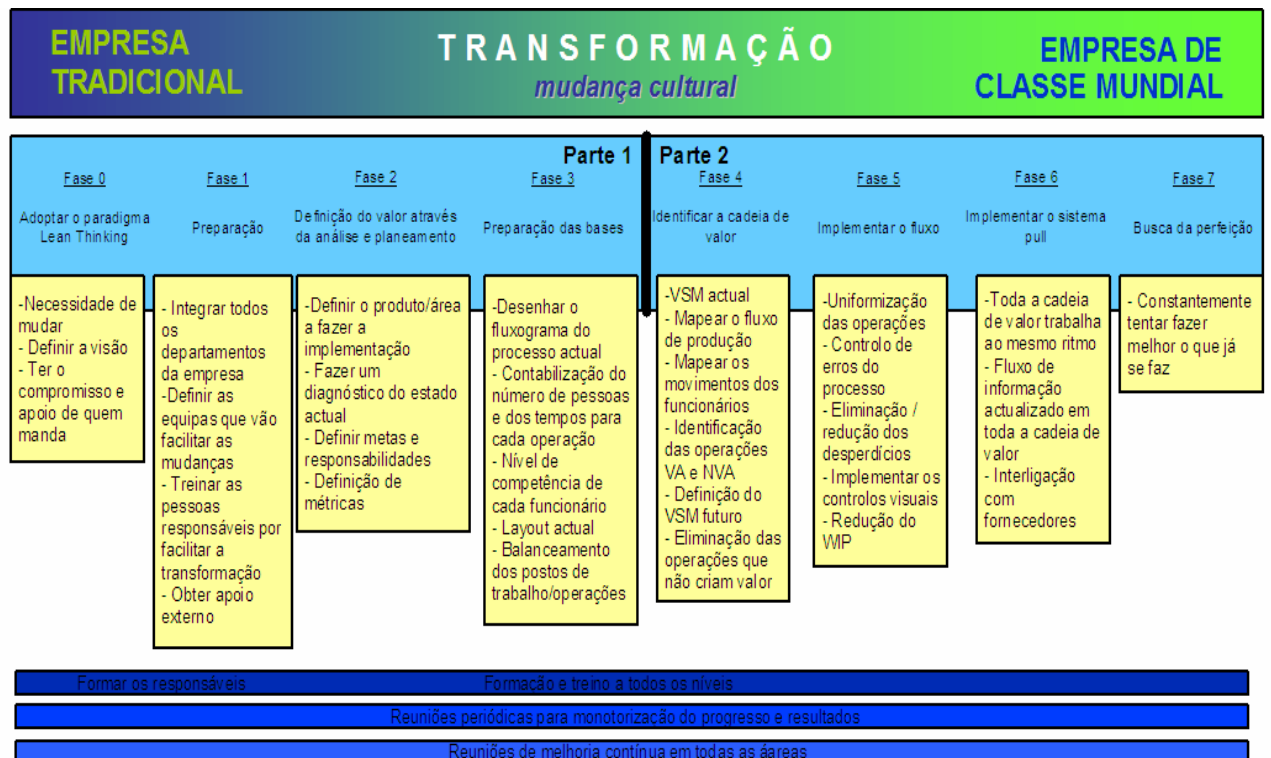 EMPRESA
TRADICIONAL
TRANSFORMAÇÃO
mudança cultural
EMPRESA DE
CLASSE MUNDIAL
Parte 1
Parte 2
Fase 0
Adoptar o paradigma
Lean Thinking
Fase 1
Preparação
Fase 2
Definição do valor através
da análise e planeamento
Fase 3
Preparação das bases
Fase 4
Identificar a cadeia de
valor
Fase 5
Implementar o fluxo
Fase 6
Implementar o sistema
pull
Fase 7
Busca da perfeição
-Necessidade de
mudar
- Definir a visão
- Ter o
compromisso e
apoio de quem
manda
- Integrar todos
os
departamentos
da empresa
-Definir as
equipas que vão
facilitar as
mudanças
- Treinar as
pessoas
responsáveis por
facilitar a
transformação
- Obter apoio
externo
-Definir o produto/área
a fazer a
implementação
- Fazer um
diagnóstico do estado
actual
- Definir metas e
responsabilidades
- Definição de
métricas
-Desenhar o
fluxograma do
processo actual
- Contabilização do
número de pessoas
e dos tempos para
cada operação
- Nível de
competência de
cada funcionário
- Layout actual
- Balanceamento
dos postos de
trabalho/operações
-VSM actual
- Mapear o fluxo
de produção
- Mapear os
movimentos dos
funcionários
- Identificação
das operações
VA e NVA
- Definição do
VSM futuro
- Eliminação das
operações que
não criam valor
-Uniformização
das operações
- Controlo de
erros do
processo
- Eliminação /
redução dos
desperdícios
- Implementar os
controlos visuais
- Redução do
WIP
-Toda a cadeia
de valor trabalha
ao mesmo ritmo
- Fluxo de
informação
actualizado em
toda a cadeia de
valor
- Interligação
com
fornecedores
- Constantemente
tentar fazer
melhor o que já
se faz
Formar os responsáveis
Formação e treino a todos os níveis
Reuniões periódicas para monotorização do progresso e resultados
Reuniões de melhoria contínua em todas as áareas